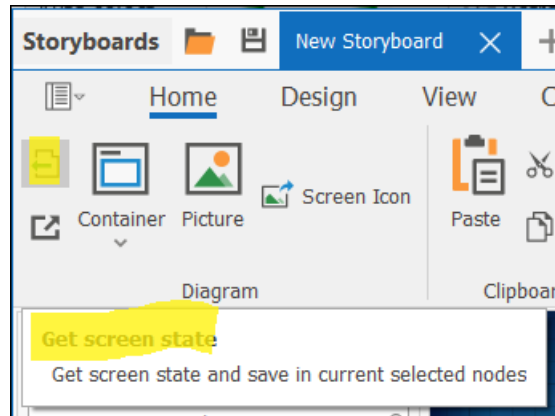 Storyboards New Storyboard
Home Design View
Container Picture Screen Icon Paste
Diagram
Get screen state
Get screen state and save in current selected nodes